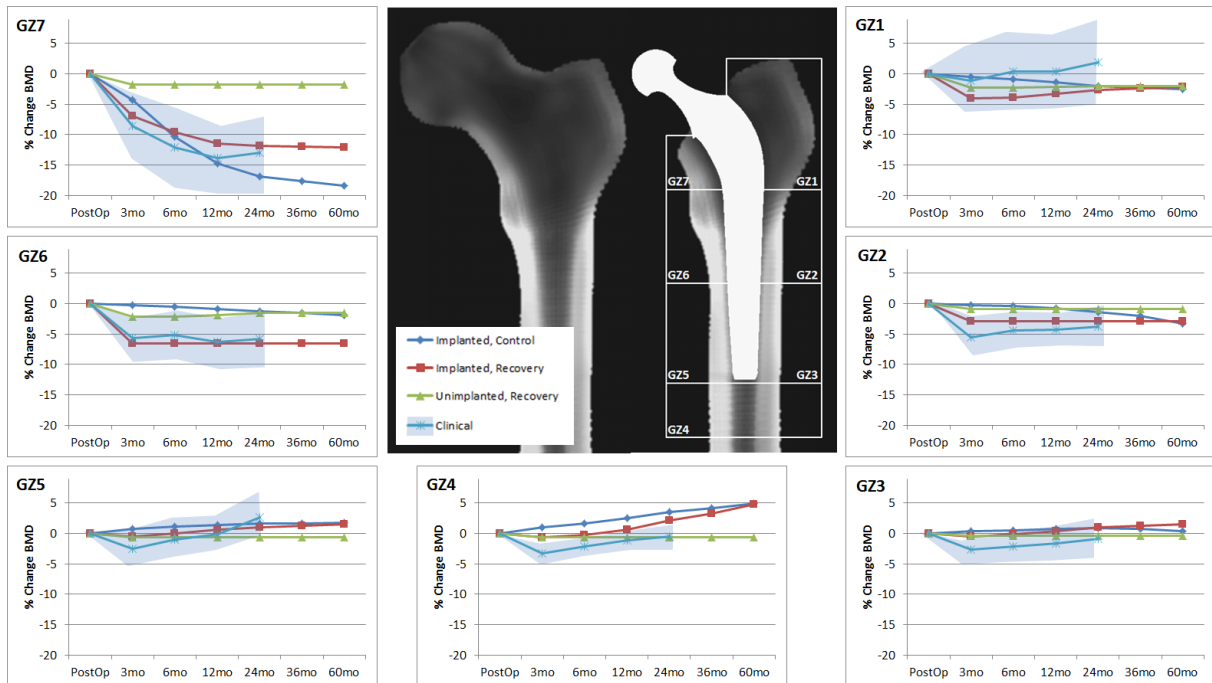 GZ7
% Change BMD
5
0
-5
-10
-15
-20
PostOp 3mo 6mo 12mo 24mo 36mo 60mo
GZ6
% Change BMD
5
0
-5
-10
-15
-20
PostOp 3mo 6mo 12mo 24mo 36mo 60mo
GZ5
% Change BMD
5
0
-5
-10
-15
-20
PostOp 3mo 6mo 12mo 24mo 36mo 60mo
GZ7 GZ1
GZ6 GZ2
GZ5 GZ3
GZ4
Implanted, Control
Implanted, Recovery
Unimplanted, Recovery
Clinical
GZ4
% Change BMD
5
0
-5
-10
-15
-20
PostOp 3mo 6mo 12mo 24mo 36mo 60mo
GZ1
% Change BMD
5
0
-5
-10
-15
-20
PostOp 3mo 6mo 12mo 24mo 36mo 60mo
GZ2
% Change BMD
5
0
-5
-10
-15
-20
PostOp 3mo 6mo 12mo 24mo 36mo 60mo
GZ3
% Change BMD
5
0
-5
-10
-15
-20
PostOp 3mo 6mo 12mo 24mo 36mo 60mo